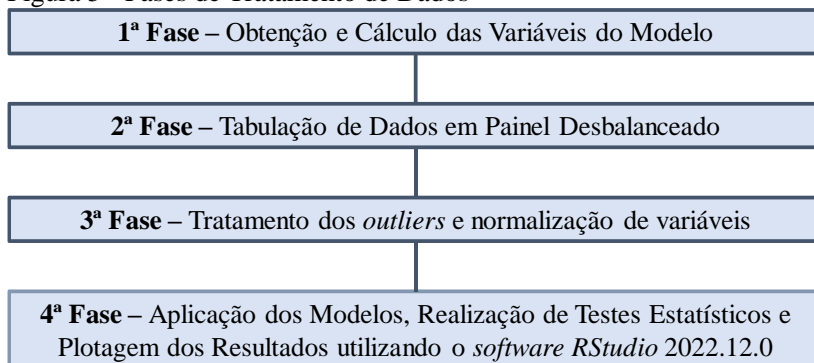 Figura 3 - Fases de Tratamento de Dados
1ª Fase – Obtenção e Cálculo das Variáveis do Modelo
2ª Fase – Tabulação de Dados em Painel Desbalanceado
3ª Fase – Tratamento dos outliers e normalização de variáveis
4ª Fase – Aplicação dos Modelos, Realização de Testes Estatísticos e
Plotagem dos Resultados utilizando o software RStudio 2022.12.0